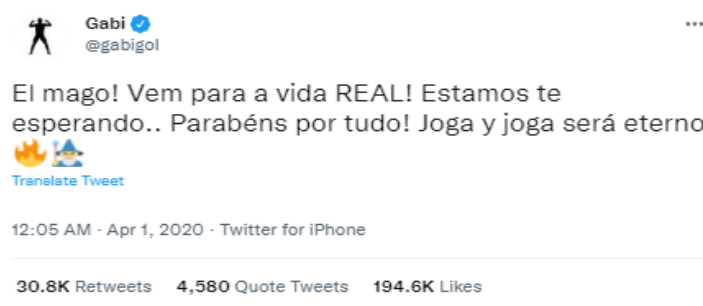 Gabi
@gabigol
El mago! Vem para a vida REAL! Estamos te
esperando.. Parabéns por tudo! Joga y joga será eterno
Translate Tweet
12:05 AM · Apr 1, 2020 · Twitter for iPhone
30.8K Retweets 4,580 Quote Tweets 194.6K Likes